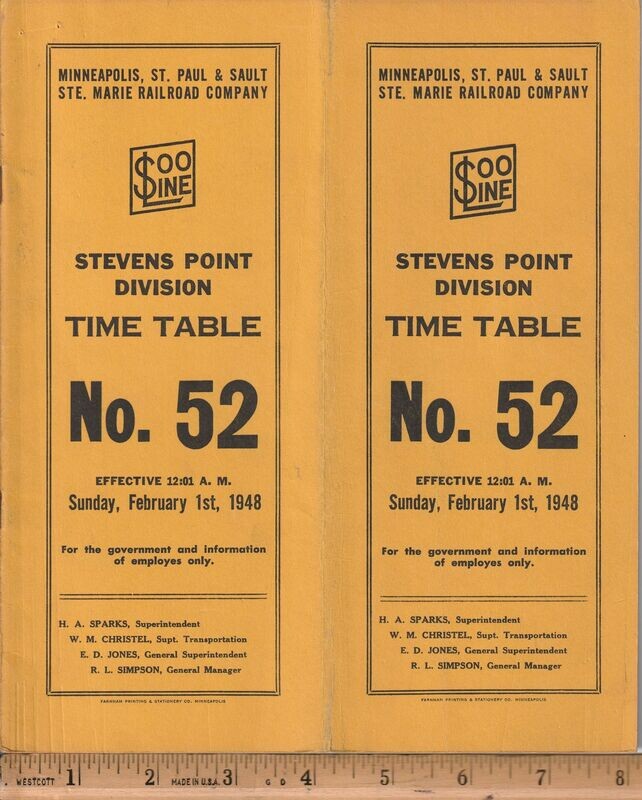 MINNEAPOLIS, ST. PAUL & SAULT
STE. MARIE RAILROAD COMPANY
SOO
LINE
STEVENS POINT
DIVISION
TIME TABLE
No. 52
EFFECTIVE 12:01 A. M.
Sunday, February 1st, 1948
For the government and information
of employes only.
H. A. SPARKS, Superintendent
W. M. CHRISTEL, Supt. Transportation
E. D. JONES, General Superintendent
R. L. SIMPSON, General Manager
FARNHAM PRINTING & STATIONERY CO. MINNEAPOLIS
MINNEAPOLIS, ST. PAUL & SAULT
STE. MARIE RAILROAD COMPANY
SOO
LINE
STEVENS POINT
DIVISION
TIME TABLE
No. 52
EFFECTIVE 12:01 A. M.
Sunday, February 1st, 1948
For the government and information
of employes only.
H. A. SPARKS, Superintendent
W. M. CHRISTEL, Supt. Transportation
E. D. JONES, General Superintendent
R. L. SIMPSON, General Manager
FARNHAM PRINTING & STATIONERY CO. MINNEAPOLIS
WESTCOTT 1 2 MADE IN U.S.A. 3 G D 4 5 6 7 8